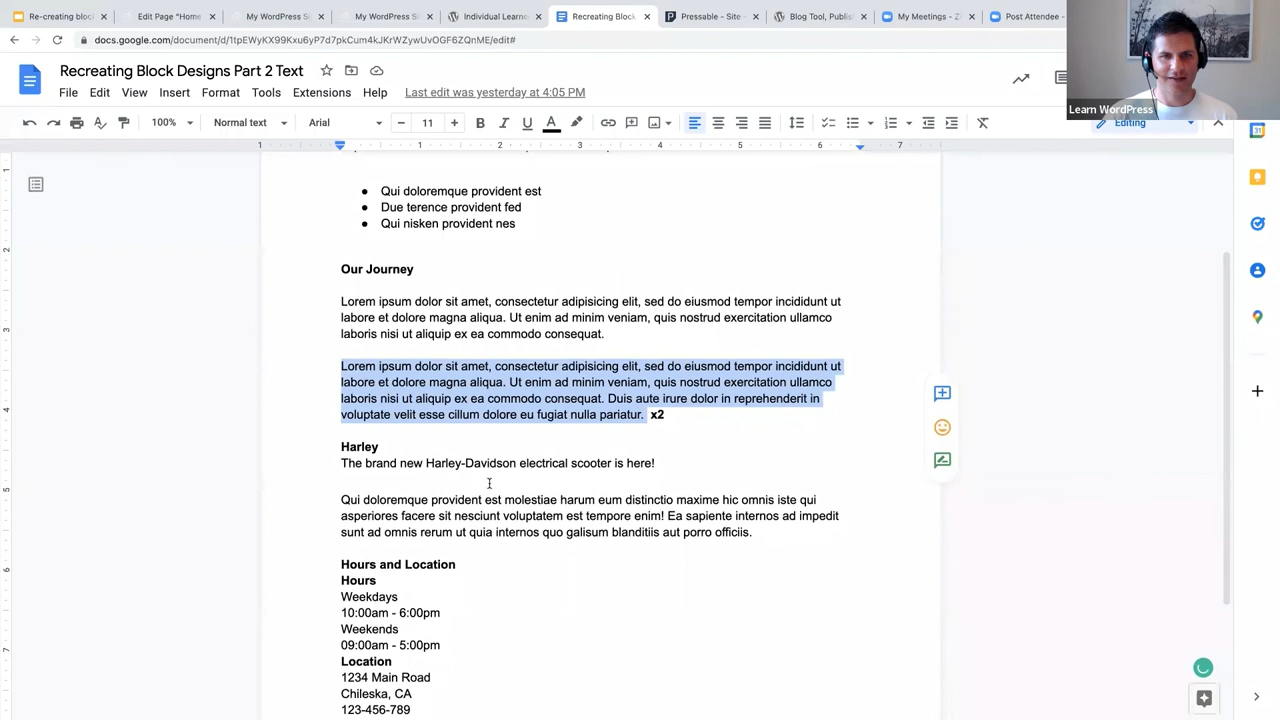 Re-creating bloci
Edit Page "Home
My WordPress Si
My WordPress Si
Individual Learne
Recreating Block
Pressable - Site
Blog Tool, Publis
My Meetings - Z
Post Attendee -
docs.google.com/document/d/1tpEWyKX99Kxu6yP7d7pkCum4kJKrWZywUvOGF6ZQnME/edit#
Recreating Block Designs Part 2 Text
File Edit View Insert Format Tools Extensions Help Last edit was yesterday at 4:05 PM
Learn WordPress
100% Normal text Arial 11 Editing
1 1 2 3 4 5 6 7
Qui doloremque provident est
Due terence provident fed
Qui nisken provident nes
Our Journey
Lorem ipsum dolor sit amet, consectetur adipisicing elit, sed do eiusmod tempor incididunt ut
labore et dolore magna aliqua. Ut enim ad minim veniam, quis nostrud exercitation ullamco
laboris nisi ut aliquip ex ea commodo consequat.
Lorem ipsum dolor sit amet, consectetur adipisicing elit, sed do eiusmod tempor incididunt ut
labore et dolore magna aliqua. Ut enim ad minim veniam, quis nostrud exercitation ullamco
laboris nisi ut aliquip ex ea commodo consequat. Duis aute irure dolor in reprehenderit in
voluptate velit esse cillum dolore eu fugiat nulla pariatur. x2
Harley
The brand new Harley-Davidson electrical scooter is here!
Qui doloremque provident est molestiae harum eum distinctio maxime hic omnis iste qui
asperiores facere sit nesciunt voluptatem est tempore enim! Ea sapiente internos ad impedit
sunt ad omnis rerum ut quia internos quo galisum blanditiis aut porro officiis.
Hours and Location
Hours
Weekdays
10:00am - 6:00pm
Weekends
09:00am - 5:00pm
Location
1234 Main Road
Chileska, CA
123-456-789